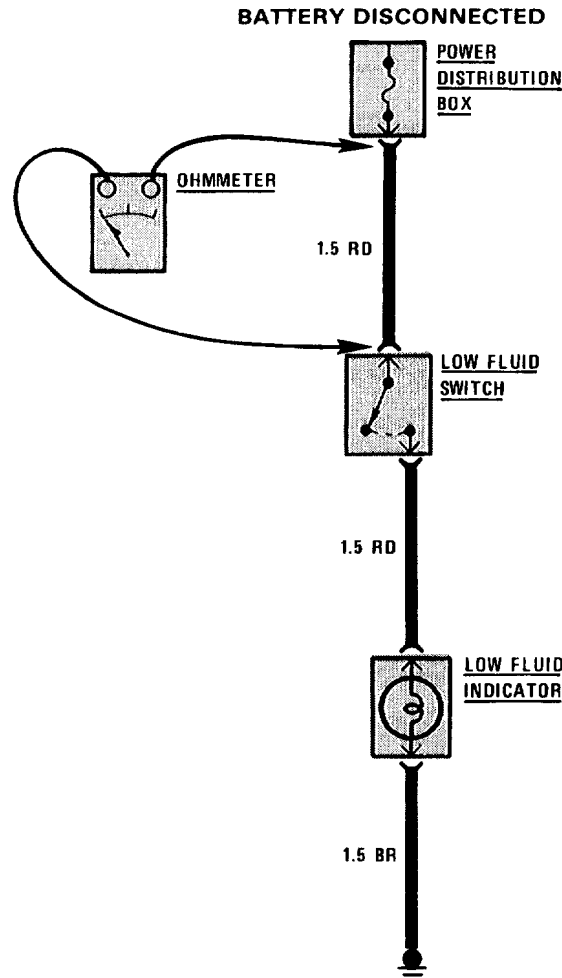 BATTERY DISCONNECTED
POWER
DISTRIBUTION
BOX
OHMMETER
1.5 RD
LOW FLUID
SWITCH
1.5 RD
LOW FLUID
INDICATOR
1.5 BR